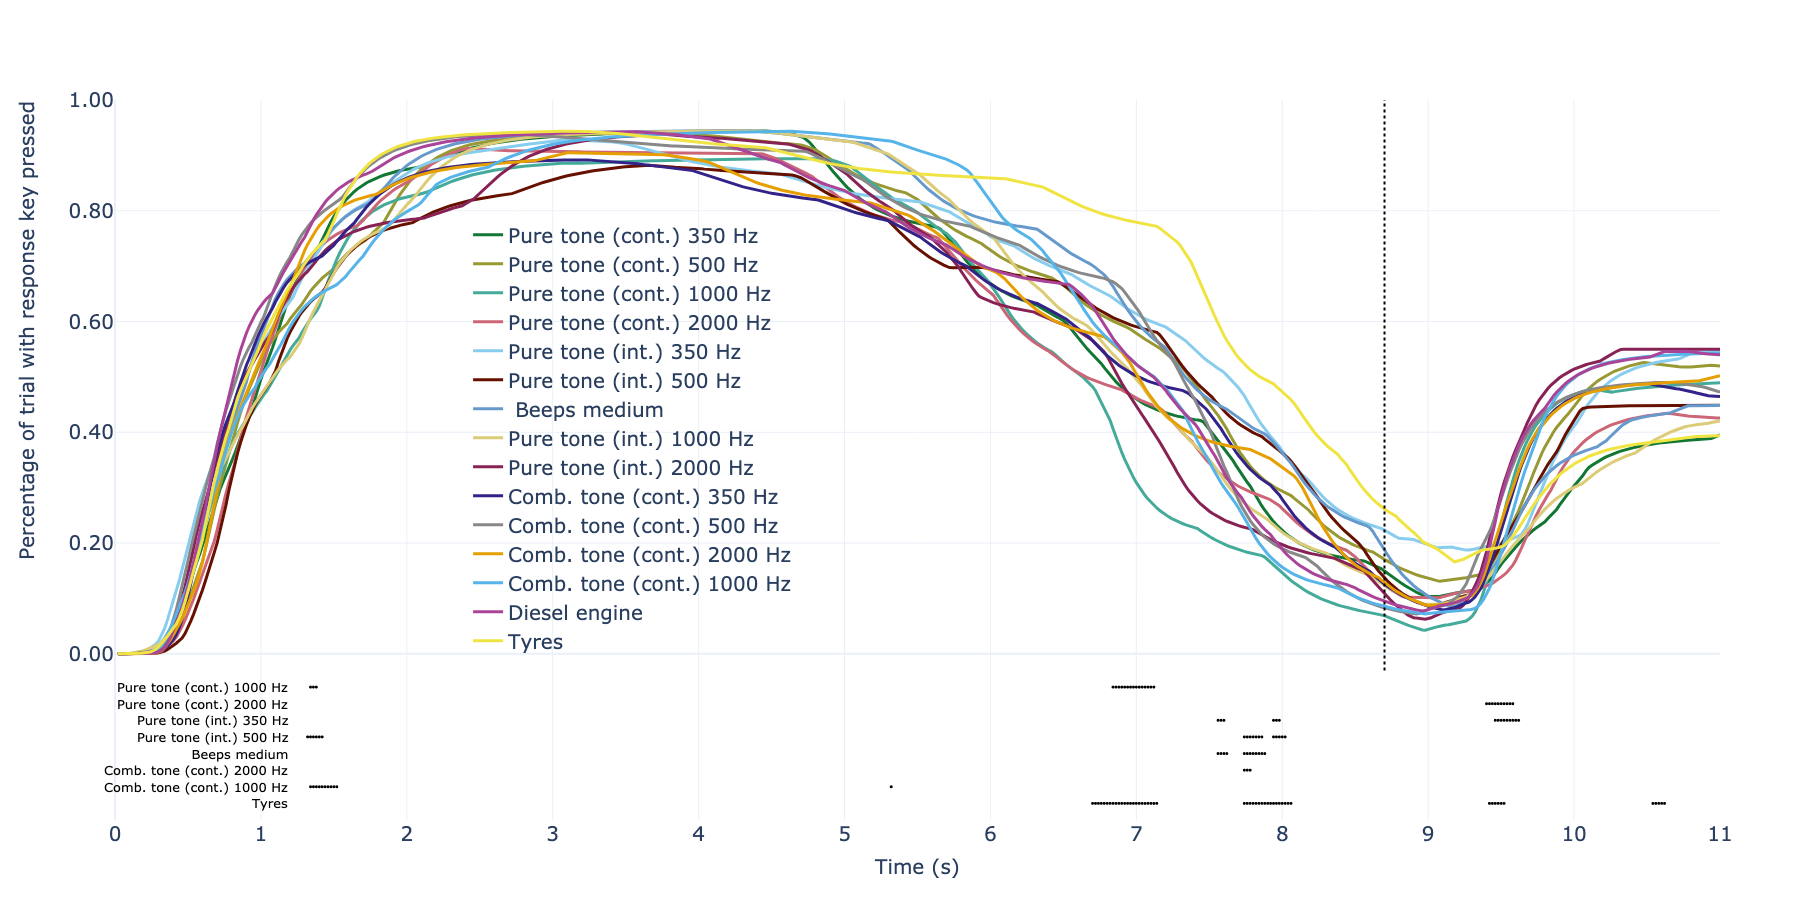 Percentage of trial with response key pressed
1.00
0.80
0.60
0.40
0.20
0.00
Pure tone (cont.) 350 Hz
Pure tone (cont.) 500 Hz
Pure tone (cont.) 1000 Hz
Pure tone (cont.) 2000 Hz
Pure tone (int.) 350 Hz
Pure tone (int.) 500 Hz
Beeps medium
Pure tone (int.) 1000 Hz
Pure tone (int.) 2000 Hz
Comb. tone (cont.) 350 Hz
Comb. tone (cont.) 500 Hz
Comb. tone (cont.) 2000 Hz
Comb. tone (cont.) 1000 Hz
Diesel engine
Tyres
Pure tone (cont.) 1000 Hz
Pure tone (cont.) 2000 Hz
Pure tone (int.) 350 Hz
Pure tone (int.) 500 Hz
Beeps medium
Comb. tone (cont.) 2000 Hz
Comb. tone (cont.) 1000 Hz
Tyres
0 1 2 3 4 5 6 7 8 9 10 11
Time (s)